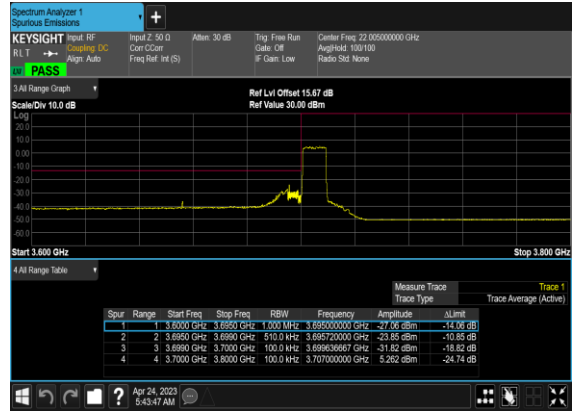 Spectrum Analyzer 1
Spurious Emissions
KEYSIGHT Input: RF Input Z: 50 Ω Atten: 30 dB Trig: Free Run Center Freq: 22.005000000 GHz
RLT Coupling: DC Corr CCorr Gate: Off Avg|Hold: 100/100
Align: Auto Freq Ref: Int (S) IF Gain: Low Radio Std: None
PASS
3 All Range Graph
Ref Lvl Offset 15.67 dB
Scale/Div 10.0 dB Ref Value 30.00 dBm
Log
20.0
10.0
0.00
-10.0
-20.0
-30.0
-40.0
-50.0
-60.0
Start 3.600 GHz Stop 3.800 GHz
4 All Range Table
Measure Trace Trace 1
Trace Type Trace Average (Active)
Spur Range Start Freq Stop Freq RBW Frequency Amplitude ΔLimit
1 1 3.6000 GHz 3.6950 GHz 1.000 MHz 3.695000000 GHz -27.06 dBm -14.06 dB
2 2 3.6950 GHz 3.6990 GHz 510.0 kHz 3.695720000 GHz -23.85 dBm -10.85 dB
3 3 3.6990 GHz 3.7000 GHz 100.0 kHz 3.699636667 GHz -31.82 dBm -18.82 dB
4 4 3.7000 GHz 3.8000 GHz 100.0 kHz 3.707000000 GHz 5.262 dBm -24.74 dB
? Apr 24, 2023
5:43:47 AM